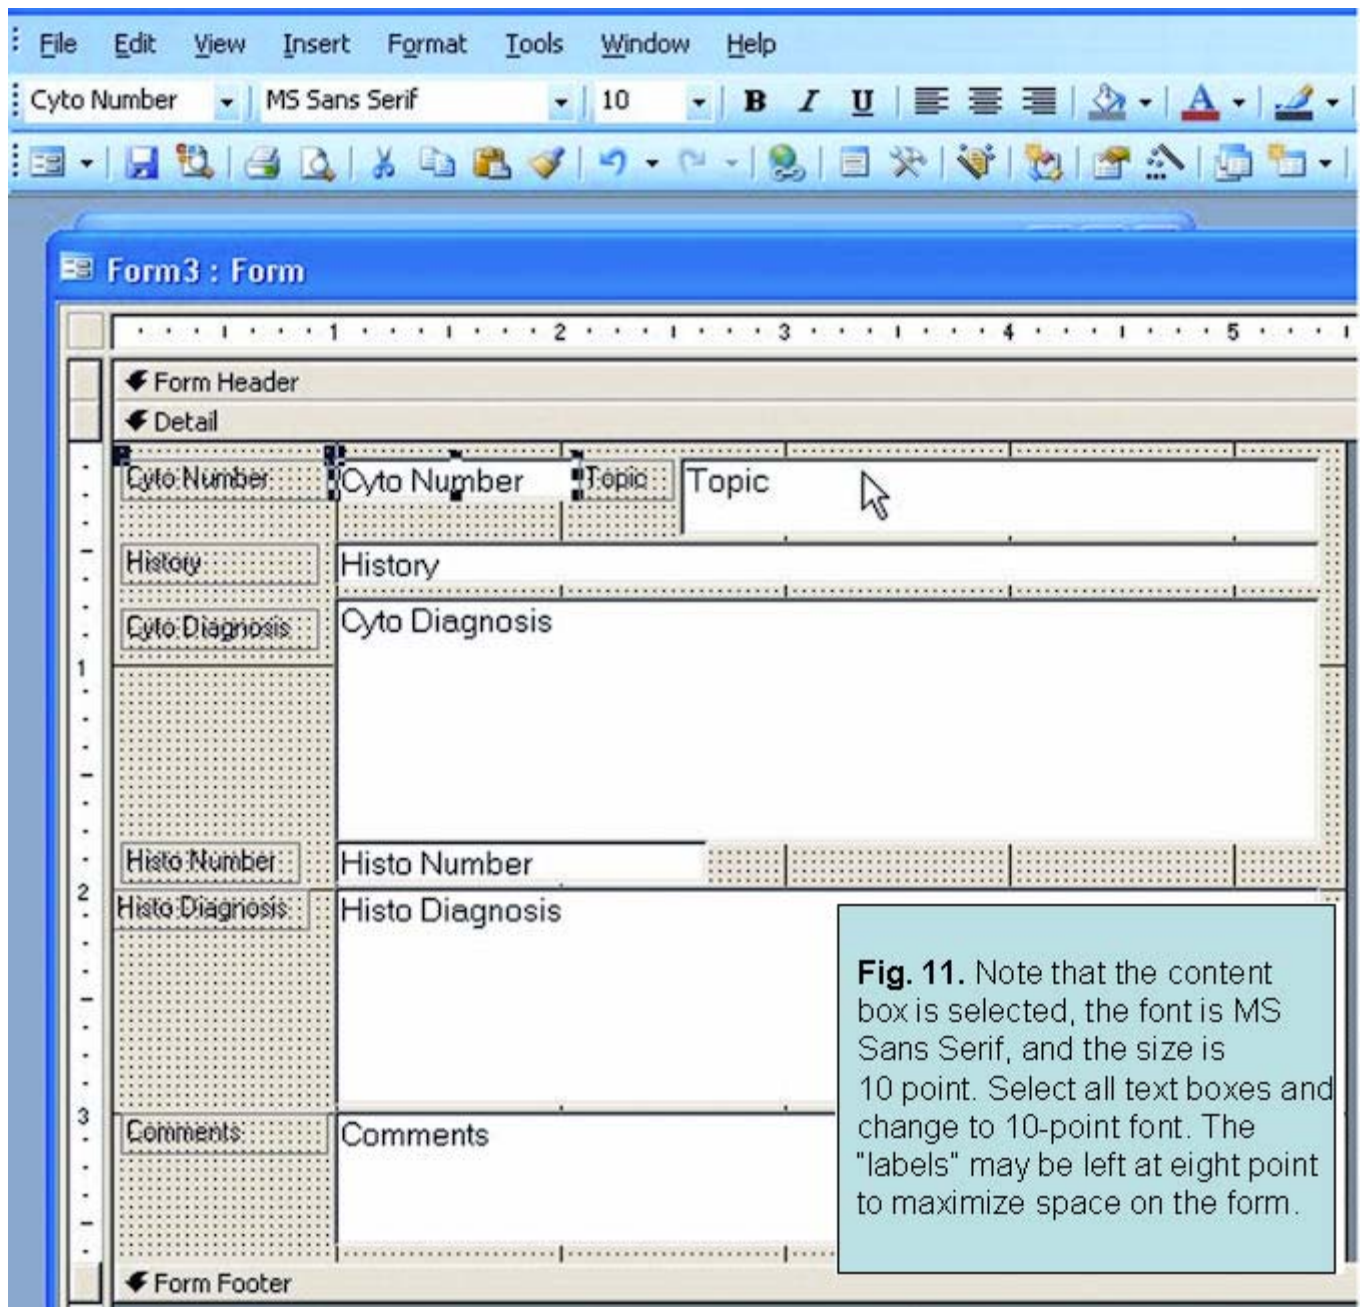 File Edit View Insert Format Tools Window Help
Cyto Number MS Sans Serif 10 B I U A
Form3 : Form
1 2 3 4 5
Form Header
Detail
Cyto Number Cyto Number Topic Topic
History History
Cyto Diagnosis Cyto Diagnosis
1
Histo Number Histo Number
2
Histo Diagnosis Histo Diagnosis
Fig. 11. Note that the content
box is selected, the font is MS
Sans Serif, and the size is
10 point. Select all text boxes and
change to 10-point font. The
"labels" may be left at eight point
to maximize space on the form.
3
Comments Comments
Form Footer